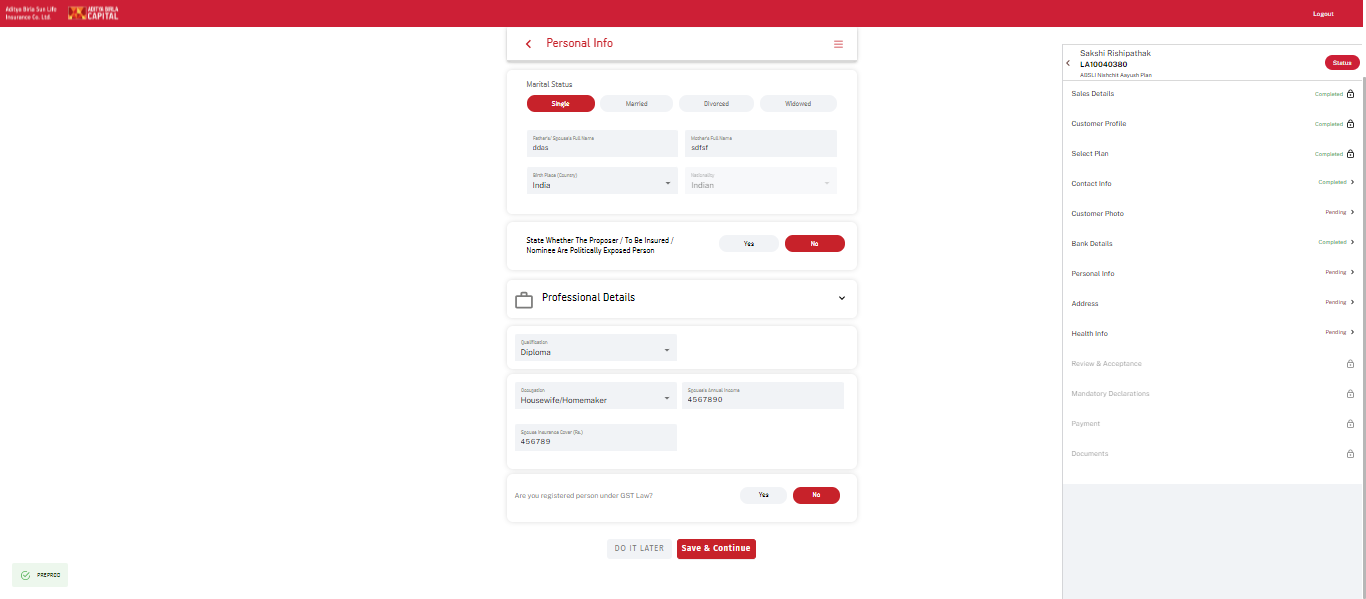 Aditya Birla Sun Life
Insurance Co. Ltd.
ADITYA BIRLA
CAPITAL
Logout
Personal Info
Marital Status
Single
Married
Divorced
Widowed
Father's/ Spouse's Full Name
ddas
Mother's Full Name
sdfsf
Birth Place (Country)
India
Nationality
Indian
State Whether The Proposer / To Be Insured /
Nominee Are Politically Exposed Person
Yes
No
Professional Details
Qualification
Diploma
Occupation
Housewife/Homemaker
Spouse's Annual Income
4567890
Spouse Insurance Cover (Rs.)
456789
Are you registered person under GST Law?
Yes
No
DO IT LATER
Save & Continue
PREPROD
Sakshi Rishipathak
LA10040380
ABSLI Nishchit Aayush Plan
Status
Sales Details
Completed
Customer Profile
Completed
Select Plan
Completed
Contact Info
Completed
Customer Photo
Pending
Bank Details
Completed
Personal Info
Pending
Address
Pending
Health Info
Pending
Review & Acceptance
Mandatory Declarations
Payment
Documents